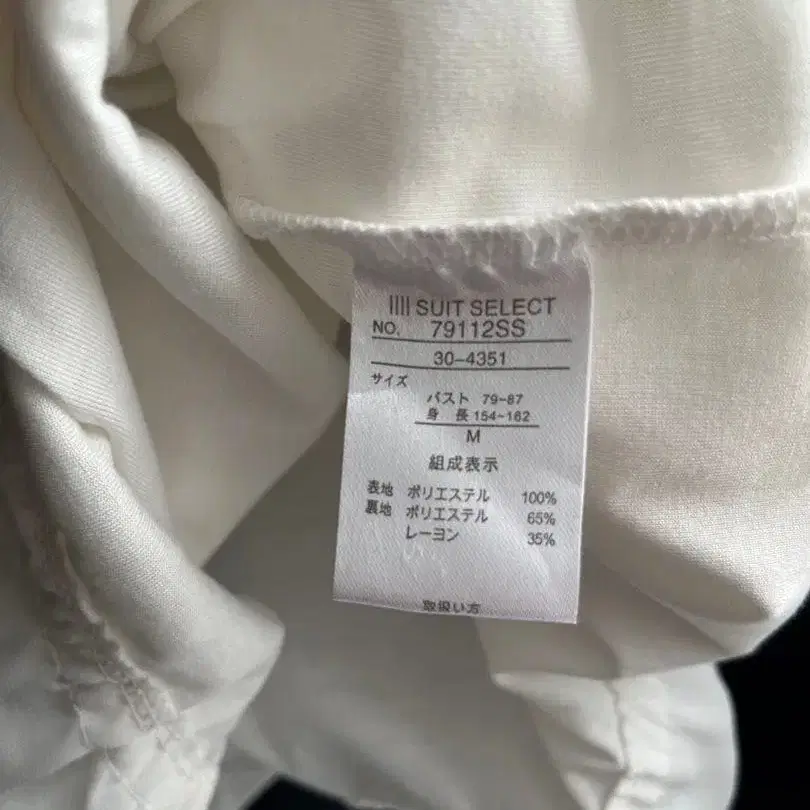 SUIT SELECT
NO. 79112SS
30-4351
サイズ
バスト 79-87
身 長 154~162
M
組成表示
表地 ポリエステル 100%
裏地 ポリエステル 65%
レーヨン 35%
取扱い方